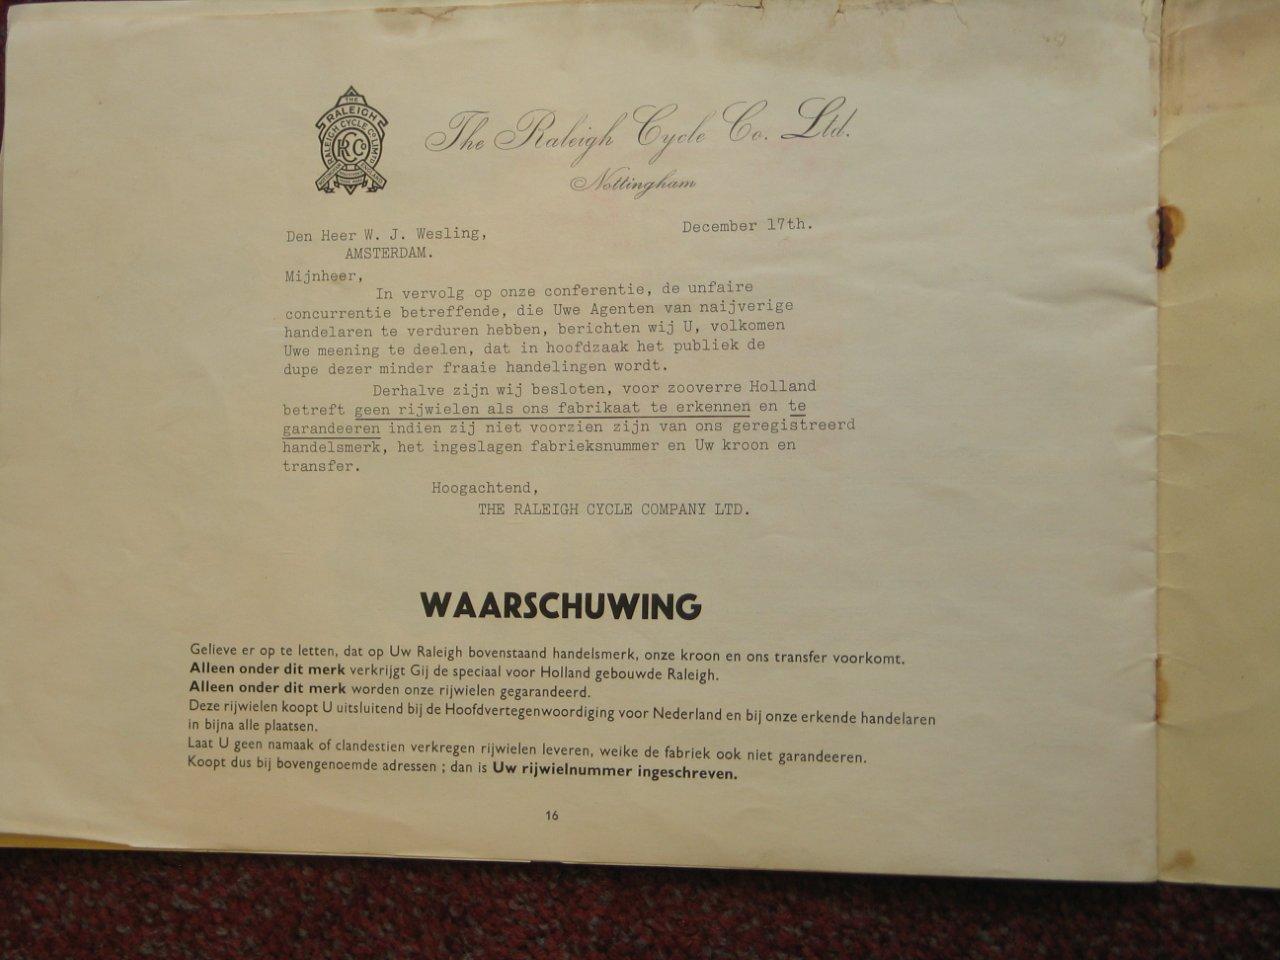 THE
RALEIGH
RALEIGH CYCLE Co LIMTD
RCCo
The Raleigh Cycle Co. Ltd.
Nottingham
December 17th.
Den Heer W. J. Wesling,
AMSTERDAM.
Mijnheer,
In vervolg op onze conferentie, de unfaire
concurrentie betreffende, die Uwe Agenten van naijverige
handelaren te verduren hebben, berichten wij U, volkomen
Uwe meening te deelen, dat in hoofdzaak het publiek de
dupe dezer minder fraaie handelingen wordt.
Derhalve zijn wij besloten, voor zooverre Holland
betreft geen rijwielen als ons fabrikaat te erkennen en te
garandeeren indien zij niet voorzien zijn van ons geregistreerd
handelsmerk, het ingeslagen fabrieksnummer en Uw kroon en
transfer.
Hoogachtend,
THE RALEIGH CYCLE COMPANY LTD.
WAARSCHUWING
Gelieve er op te letten, dat op Uw Raleigh bovenstaand handelsmerk, onze kroon en ons transfer voorkomt.
Alleen onder dit merk verkrijgt Gij de speciaal voor Holland gebouwde Raleigh.
Alleen onder dit merk worden onze rijwielen gegarandeerd.
Deze rijwielen koopt U uitsluitend bij de Hoofdvertegenwoordiging voor Nederland en bij onze erkende handelaren
in bijna alle plaatsen.
Laat U geen namaak of clandestien verkregen rijwielen leveren, weike de fabriek ook niet garandeeren.
Koopt dus bij bovengenoemde adressen ; dan is Uw rijwielnummer ingeschreven.
16